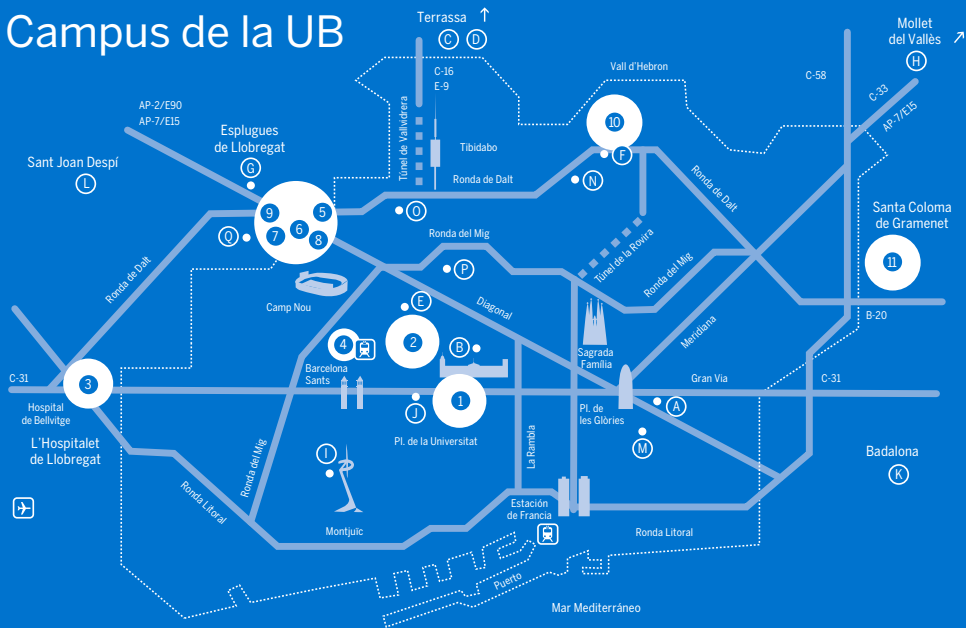 Campus de la UB
Terrassa ↑
C D
Mollet
del Vallès
H
C-16
E-9
Vall d'Hebron
C-58
C-33
AP-7/E15
AP-2/E90
AP-7/E15
Túnel de Vallvidrera
Tibidabo
10
F
Esplugues
de Llobregat
G
Sant Joan Despí
L
Ronda de Dalt
N
Ronda de Dalt
Santa Coloma
de Gramenet
11
9
5
6
7
8
O
Q
Ronda del Mig
Túnel de la Rovira
Ronda del Mig
Ronda de Dalt
P
Camp Nou
E
Diagonal
B-20
Meridiana
4
2
B
Sagrada
Família
Barcelona
Sants
3
C-31
Gran Via
C-31
1
J
A
Hospital
de Bellvitge
Pl. de
les Glòries
M
L'Hospitalet
de Llobregat
Pl. de la Universitat
La Rambla
Ronda del Mig
I
Badalona
K
Ronda Litoral
Montjuïc
Estación
de Francia
Ronda Litoral
Puerto
Mar Mediterráneo